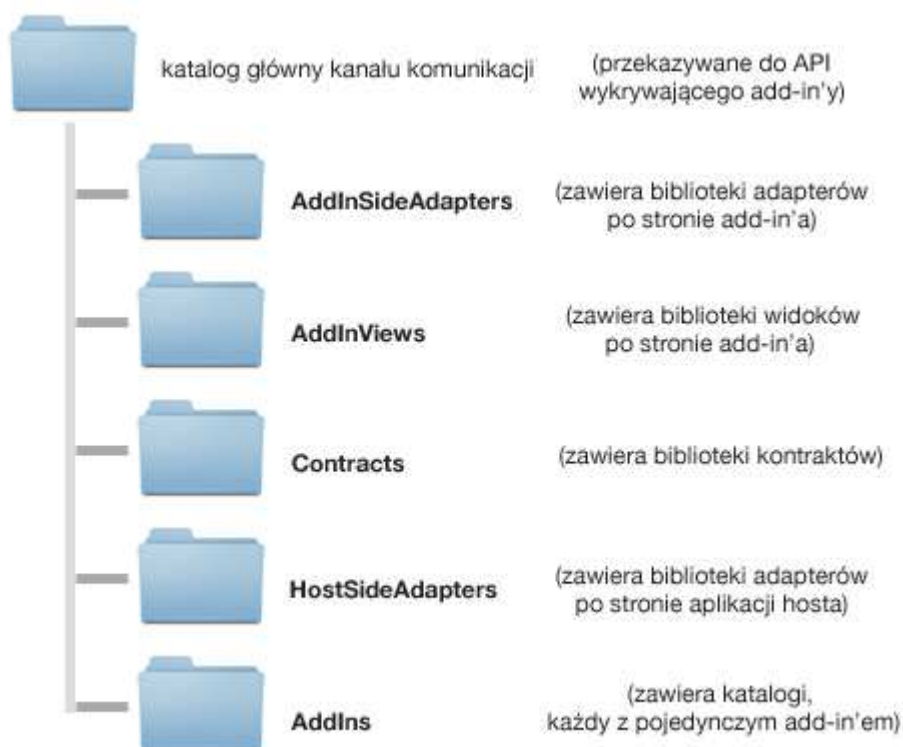 katalog główny kanału komunikacji
(przekazywane do API
wykrywającego add-in'y)
AddInSideAdapters
(zawiera biblioteki adapterów
po stronie add-in'a)
AddInViews
(zawiera biblioteki widoków
po stronie add-in'a)
Contracts
(zawiera biblioteki kontraktów)
HostSideAdapters
(zawiera biblioteki adapterów
po stronie aplikacji hosta)
AddIns
(zawiera katalogi,
każdy z pojedynczym add-in'em)